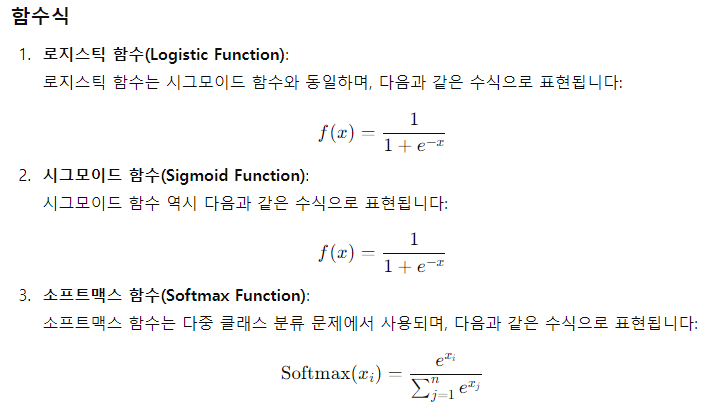 함수식
1. 로지스틱 함수(Logistic Function):
로지스틱 함수는 시그모이드 함수와 동일하며, 다음과 같은 수식으로 표현됩니다:
f(x) = \frac{1}{1 + e^{-x}}
2. 시그모이드 함수(Sigmoid Function):
시그모이드 함수 역시 다음과 같은 수식으로 표현됩니다:
f(x) = \frac{1}{1 + e^{-x}}
3. 소프트맥스 함수(Softmax Function):
소프트맥스 함수는 다중 클래스 분류 문제에서 사용되며, 다음과 같은 수식으로 표현됩니다:
Softmax(x_i) = \frac{e^{x_i}}{\sum_{j=1}^{n} e^{x_j}}